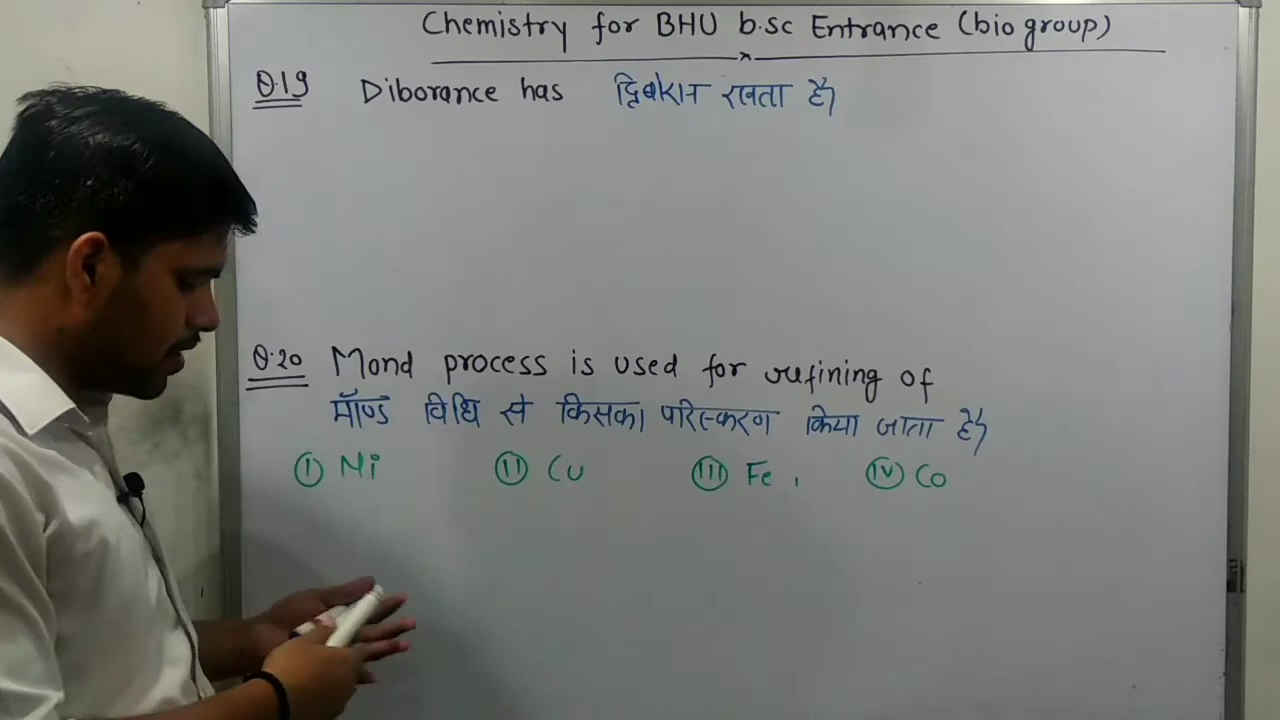 Chemistry for BHU b.sc Entrance (bio group)
Q.19 Diborance has द्विबोरान रखता है
Q.20 Mond process is used for refining of
मॉण्ड विधि से किसका परिस्करण किया जाता है
(I) Ni (II) Cu (III) Fe, (IV) Co